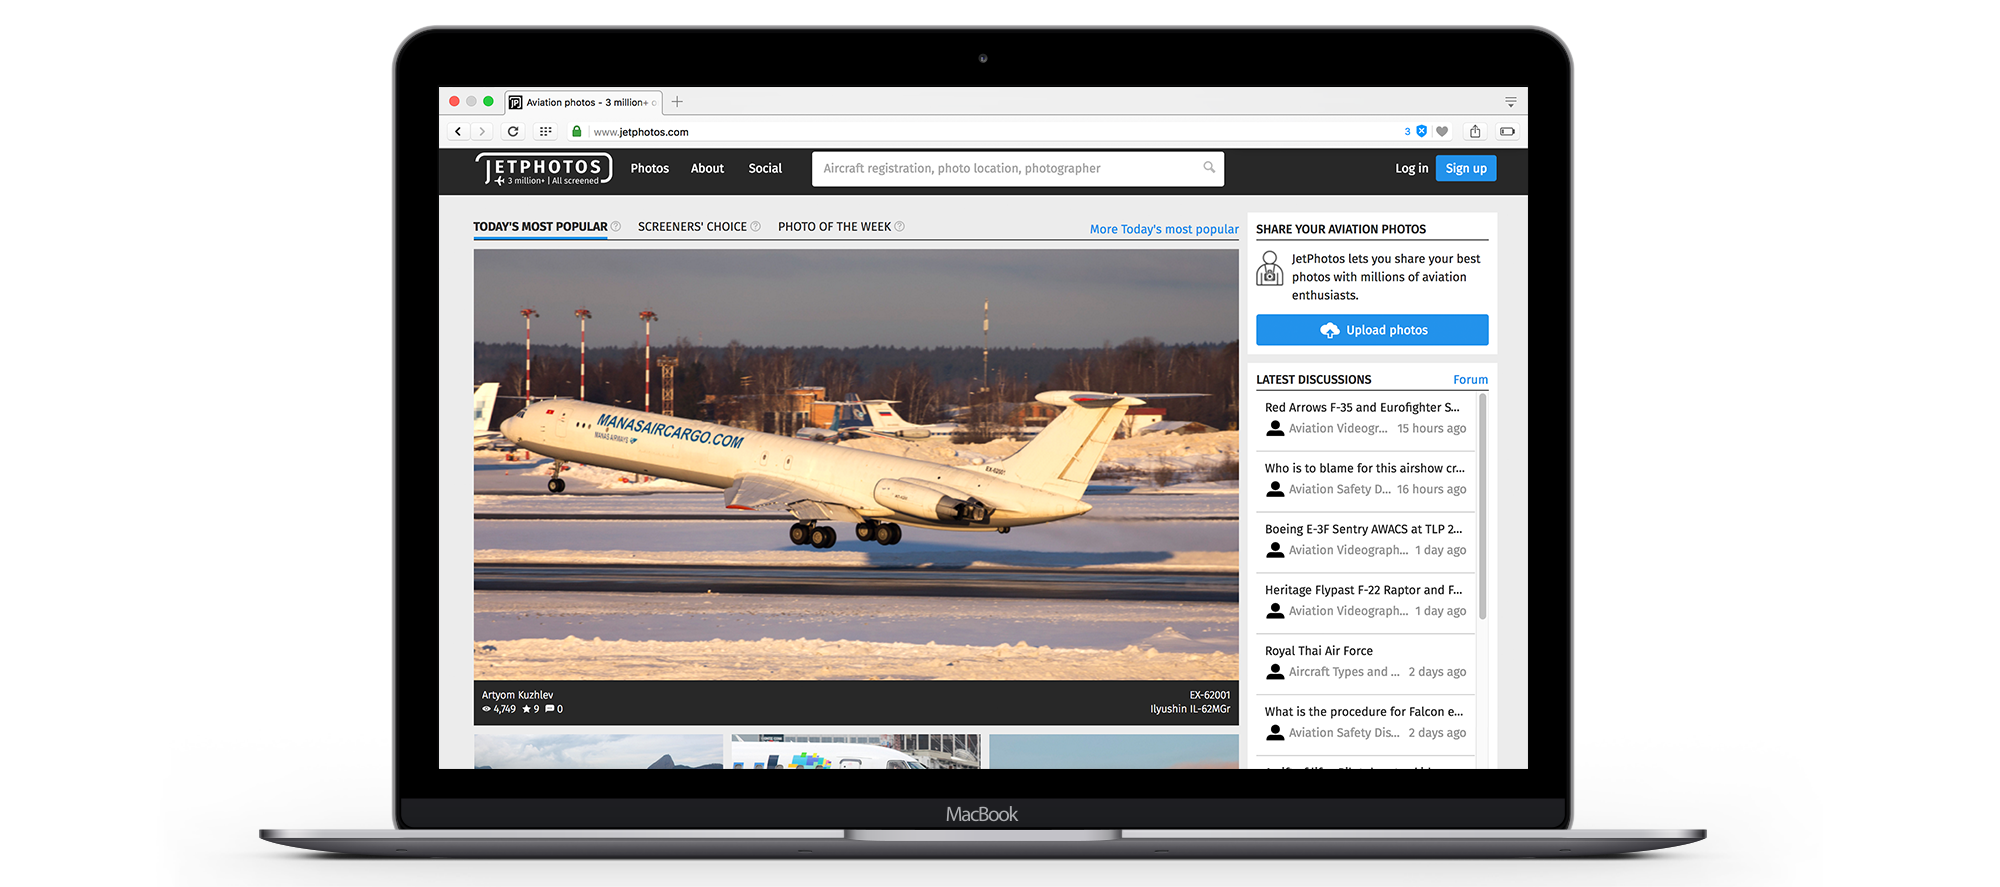 Aviation photos - 3 million+
3
www.jetphotos.com
JETPHOTOS
3 million+ | All screened
Photos
About
Social
Aircraft registration, photo location, photographer
Log in
Sign up
TODAY'S MOST POPULAR
SCREENERS' CHOICE
PHOTO OF THE WEEK
More Today's most popular
MANASAIRCARGO.COM
MANAS AIRWAYS
EX-62001
Artyom Kuzhlev
4,749 9 0
EX-62001
Ilyushin IL-62MGr
SHARE YOUR AVIATION PHOTOS
JetPhotos lets you share your best
photos with millions of aviation
enthusiasts.
Upload photos
LATEST DISCUSSIONS
Forum
Red Arrows F-35 and Eurofighter S...
Aviation Videogr... 15 hours ago
Who is to blame for this airshow cr...
Aviation Safety D... 16 hours ago
Boeing E-3F Sentry AWACS at TLP 2...
Aviation Videograph... 1 day ago
Heritage Flypast F-22 Raptor and F...
Aviation Videograph... 1 day ago
Royal Thai Air Force
Aircraft Types and ... 2 days ago
What is the procedure for Falcon e...
Aviation Safety Dis... 2 days ago
MacBook